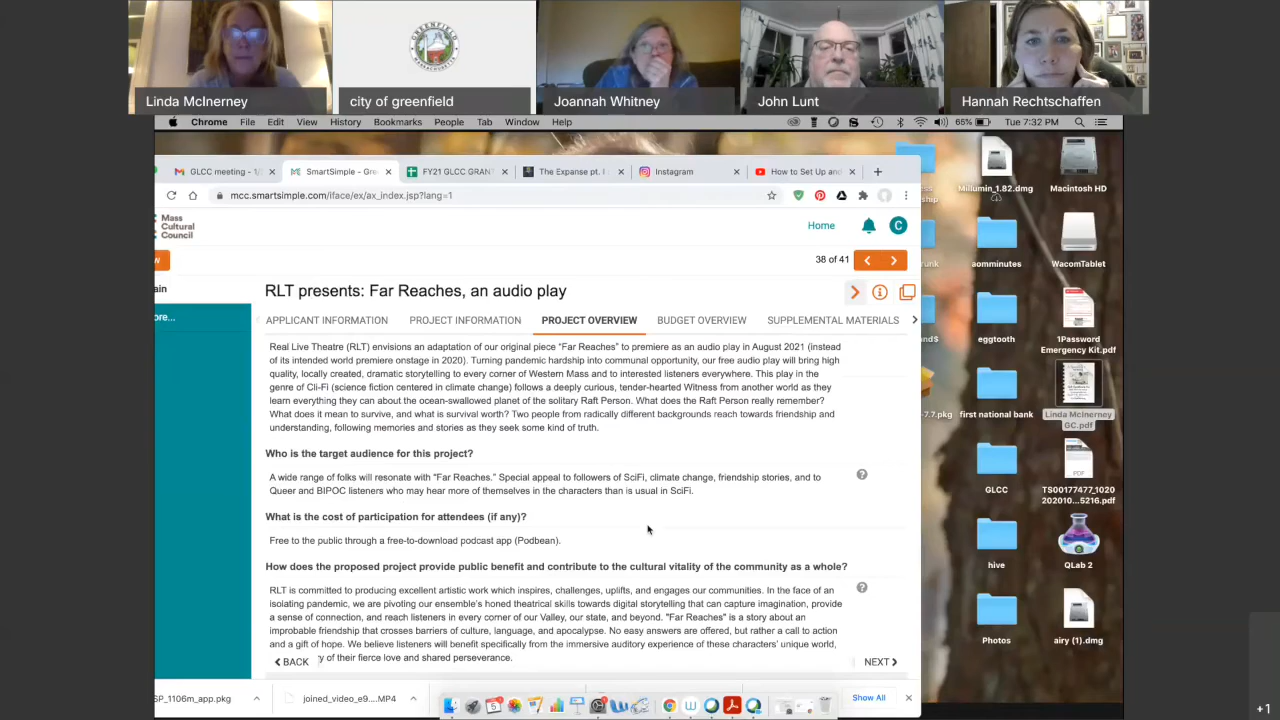 Linda McInerney
city of greenfield
Joannah Whitney
John Lunt
Hannah Rechtschaffen
Chrome File Edit View History Bookmarks People Tab Window Help
65% Tue 7:32 PM
GLCC meeting - 1/
SmartSimple - Gre
FY21 GLCC GRANT
The Expanse pt. I
Instagram
How to Set Up and
mcc.smartsimple.com/iface/ex/ax_index.jsp?lang=1
Mass
Cultural
Council
Home
C
38 of 41
RLT presents: Far Reaches, an audio play
APPLICANT INFORMATION PROJECT INFORMATION PROJECT OVERVIEW BUDGET OVERVIEW SUPPLEMENTAL MATERIALS
Real Live Theatre (RLT) envisions an adaptation of our original piece "Far Reaches" to premiere as an audio play in August 2021 (instead
of its intended world premiere onstage in 2020). Turning pandemic hardship into communal opportunity, our free audio play will bring high
quality, locally created, dramatic storytelling to every corner of Western Mass and to interested listeners everywhere. This play in the
genre of Cli-Fi (science fiction centered in climate change) follows a deeply curious, tender-hearted Witness from another world as they
learn everything they can about the ocean-swallowed planet of the solitary Raft Person. What does the Raft Person really remember?
What does it mean to survive, and what is survival worth? Two people from radically different backgrounds reach towards friendship and
understanding, following memories and stories as they seek some kind of truth.
Who is the target audience for this project?
A wide range of folks will resonate with "Far Reaches." Special appeal to followers of SciFi, climate change, friendship stories, and to
Queer and BIPOC listeners who may hear more of themselves in the characters than is usual in SciFi.
What is the cost of participation for attendees (if any)?
Free to the public through a free-to-download podcast app (Podbean).
How does the proposed project provide public benefit and contribute to the cultural vitality of the community as a whole?
RLT is committed to producing excellent artistic work which inspires, challenges, uplifts, and engages our communities. In the face of an
isolating pandemic, we are pivoting our ensemble's honed theatrical skills towards digital storytelling that can capture imagination, provide
a sense of connection, and reach listeners in every corner of our Valley, our state, and beyond. "Far Reaches" is a story about an
improbable friendship that crosses barriers of culture, language, and apocalypse. No easy answers are offered, but rather a call to action
and a gift of hope. We believe listeners will benefit specifically from the immersive auditory experience of these characters' unique world,
y of their fierce love and shared perseverance.
BACK
NEXT
SP_1106m_app.pkg
joined_video_e9....MP4
Show All
Millumin_1.82.dmg
Macintosh HD
aomminutes
WacomTablet
eggtooth
1Password
Emergency Kit.pdf
first national bank
Linda McInerney
GC.pdf
GLCC
PDF
TS00177477_1020
202010...5216.pdf
hive
QLab 2
Photos
airy (1).dmg
-7.7.pkg
+1